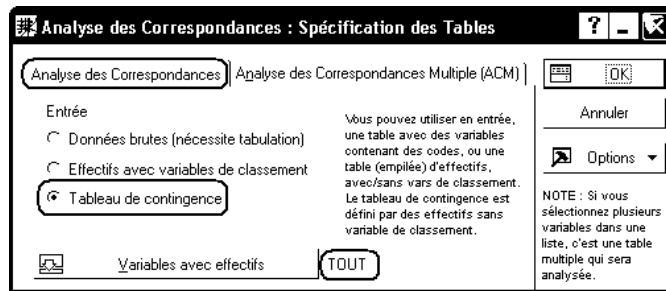 Analyse des Correspondances : Spécification des Tables
Analyse des Correspondances
Analyse des Correspondances Multiple (ACM)
Entrée
Données brutes (nécessite tabulation)
Effectifs avec variables de classement
Tableau de contingence
Vous pouvez utiliser en entrée,
une table avec des variables
contenant des codes, ou une
table (empilée) d'effectifs,
avec/sans vars de classement.
Le tableau de contingence est
défini par des effectifs sans
variable de classement.
Variables avec effectifs
TOUT
OK
Annuler
Options
NOTE : Si vous
sélectionnez plusieurs
variables dans une
liste, c'est une table
multiple qui sera
analysée.